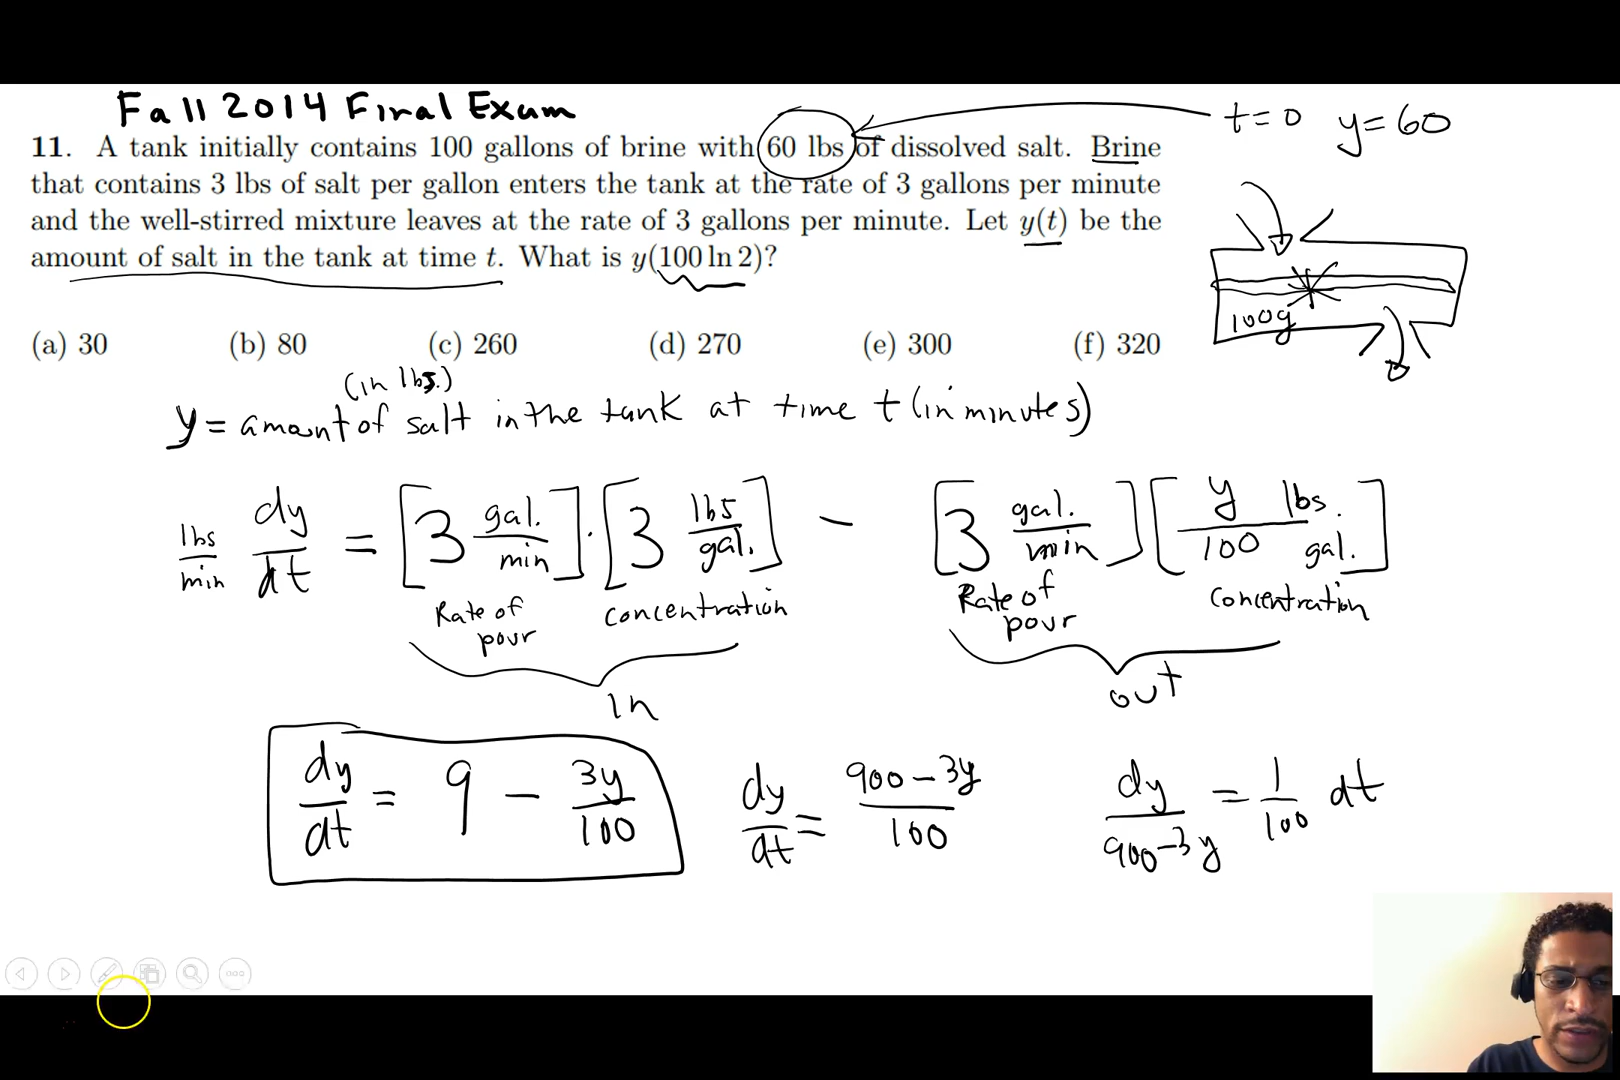 Fall 2014 Final Exam
t=0 y=60
11. A tank initially contains 100 gallons of brine with 60 lbs of dissolved salt. Brine
that contains 3 lbs of salt per gallon enters the tank at the rate of 3 gallons per minute
and the well-stirred mixture leaves at the rate of 3 gallons per minute. Let y(t) be the
amount of salt in the tank at time t. What is y(100 ln 2)?
100g
(a) 30 (b) 80 (c) 260 (d) 270 (e) 300 (f) 320
(in lbs.)
y = amount of salt in the tank at time t (in minutes)
lbs/min dy/dt = [3 gal./min] · [3 lbs/gal.] − [3 gal./min] [y/100 lbs./gal.]
Rate of pour Concentration Rate of pour Concentration
In out
dy/dt = 9 − 3y/100 dy/dt = 900−3y/100 dy/900−3y = 1/100 dt